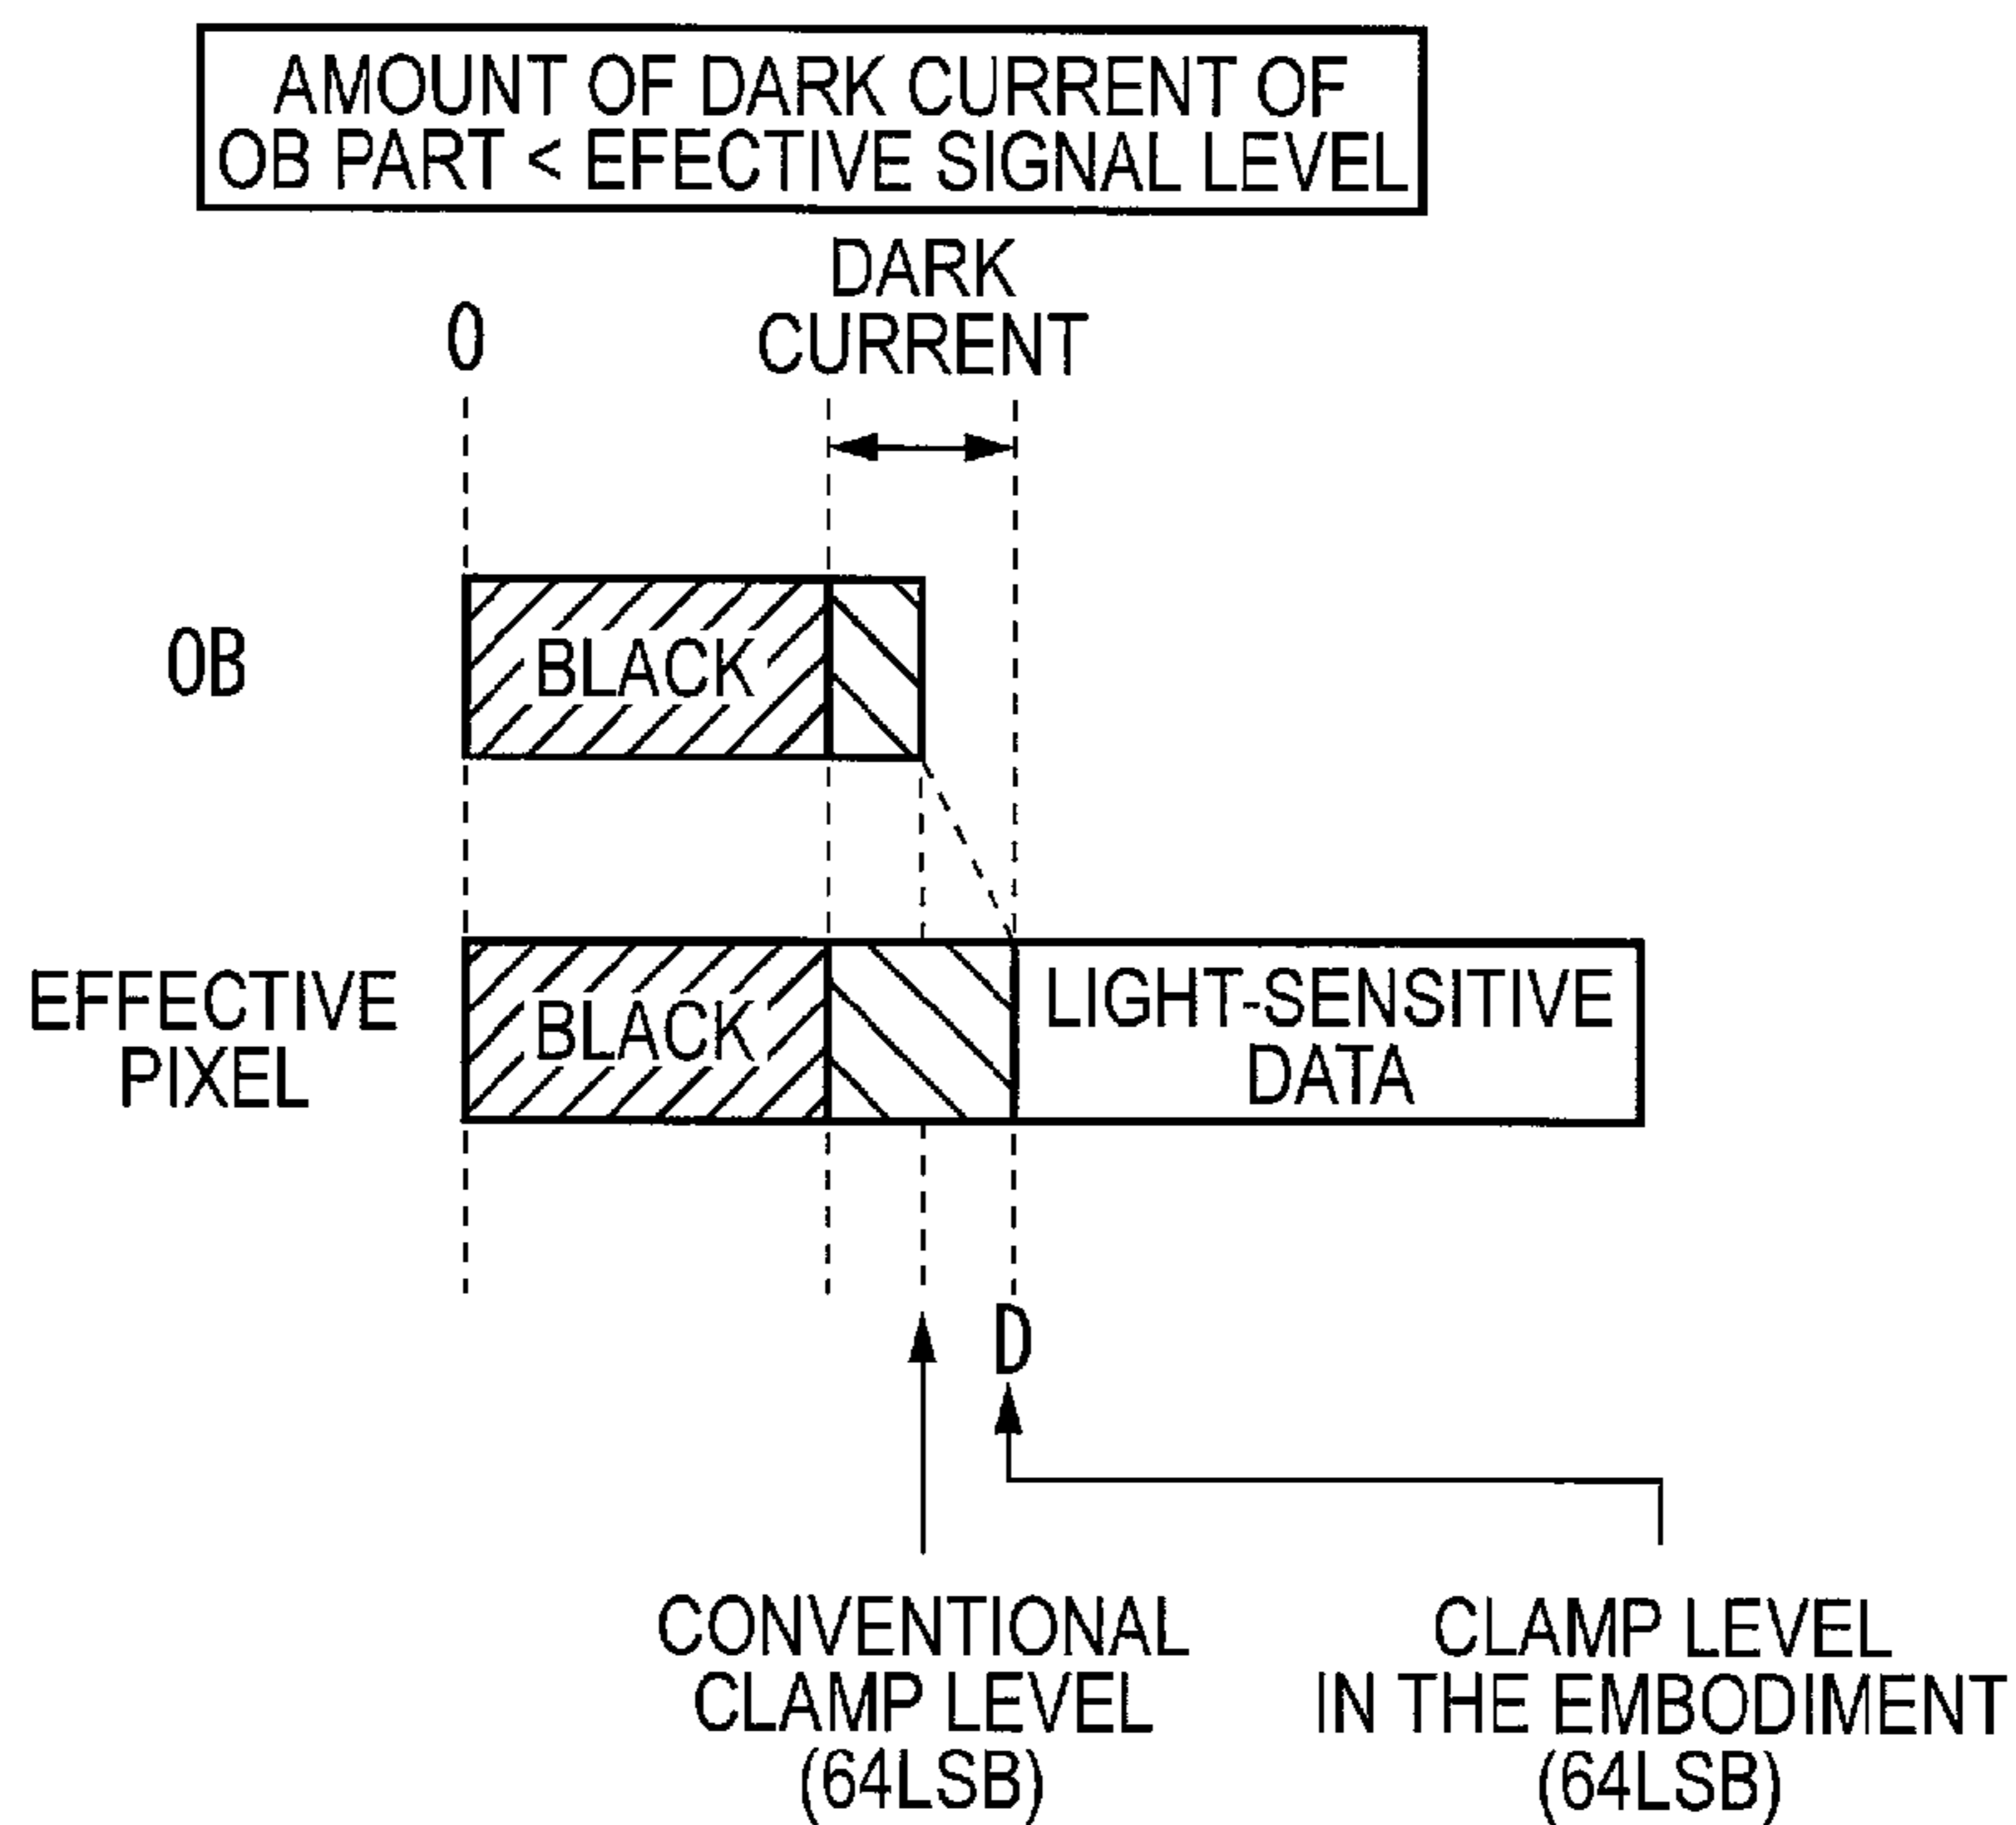 AMOUNT OF DARK CURRENT OF
OB PART < EFECTIVE SIGNAL LEVEL
DARK
CURRENT
0
OB
BLACK
EFFECTIVE
PIXEL
BLACK
LIGHT-SENSITIVE
DATA
D
CONVENTIONAL
CLAMP LEVEL
(64LSB)
CLAMP LEVEL
IN THE EMBODIMENT
(64LSB)